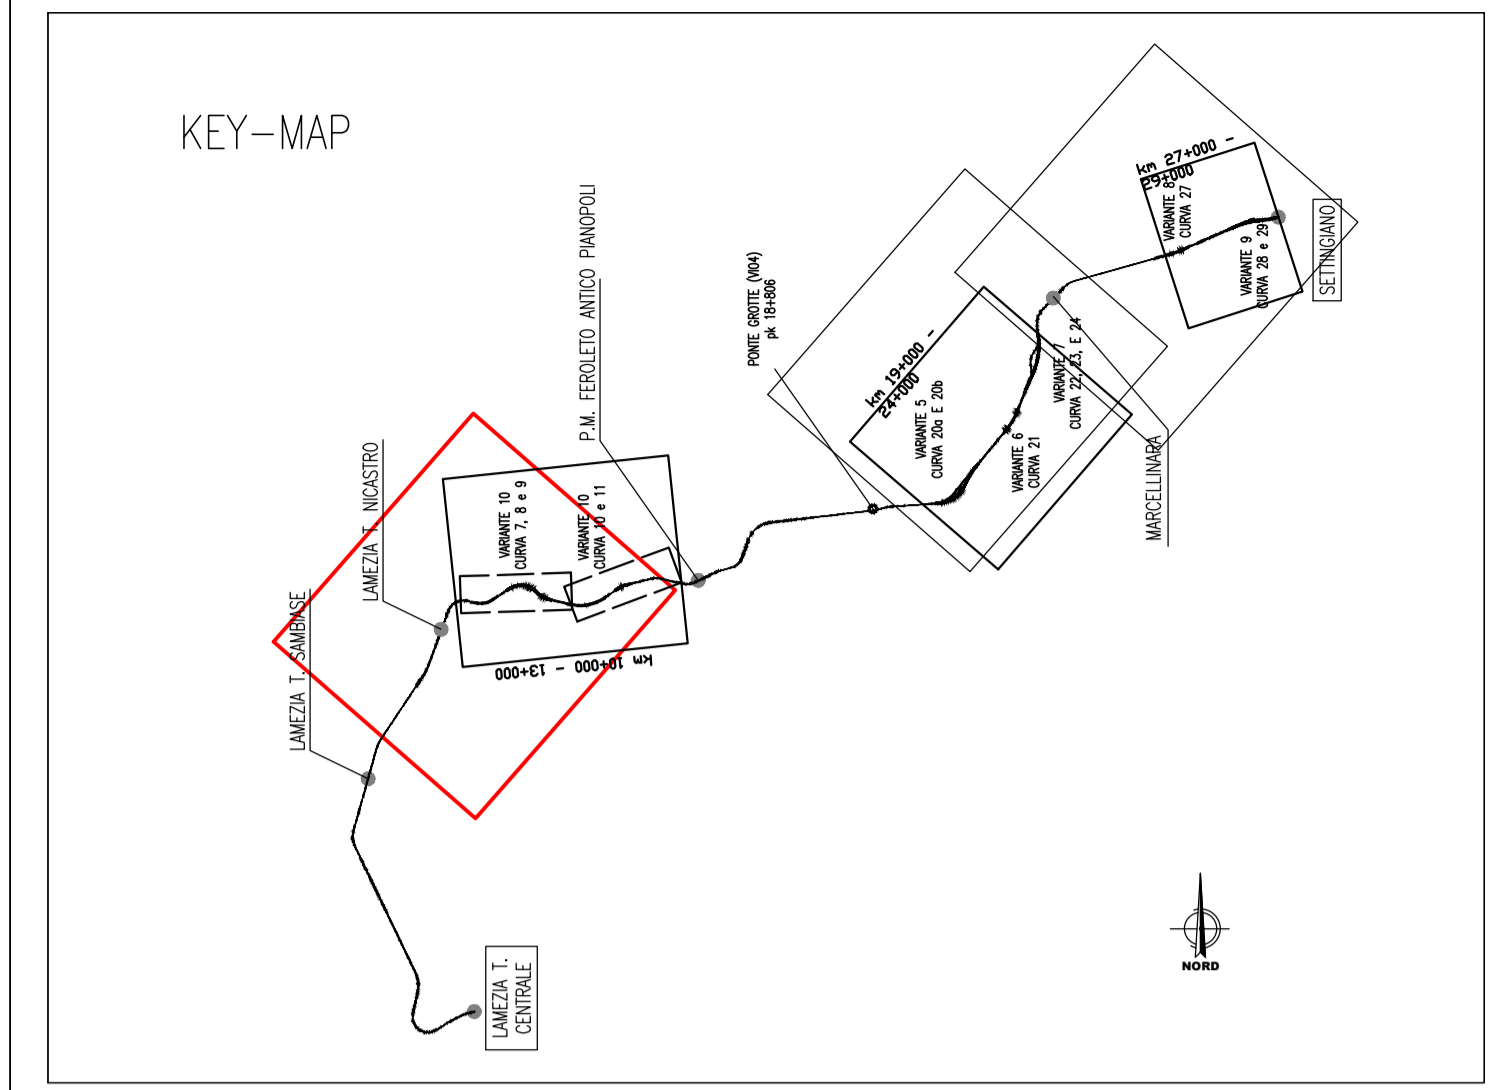 KEY-MAP
LAMEZIA T. SAMBIASE
LAMEZIA T. NICASTRO
P.M. FEROLETO ANTICO PIANOPOLI
VARIANTE 10
CURVA 7, 8 e 9
VARIANTE 10
CURVA 10 e 11
km 10+000 - 13+000
PONTE GROTTE (VI04)
pk 18+806
km 19+000 -
24+000
VARIANTE 5
CURVA 20a E 20b
VARIANTE 6
CURVA 21
VARIANTE 7
CURVA 22, 23, E 24
MARCELLINARA
km 27+000 -
29+000
VARIANTE 8
CURVA 27
VARIANTE 9
CURVA 28 e 29
SETTINGIANO
LAMEZIA T.
CENTRALE
NORD